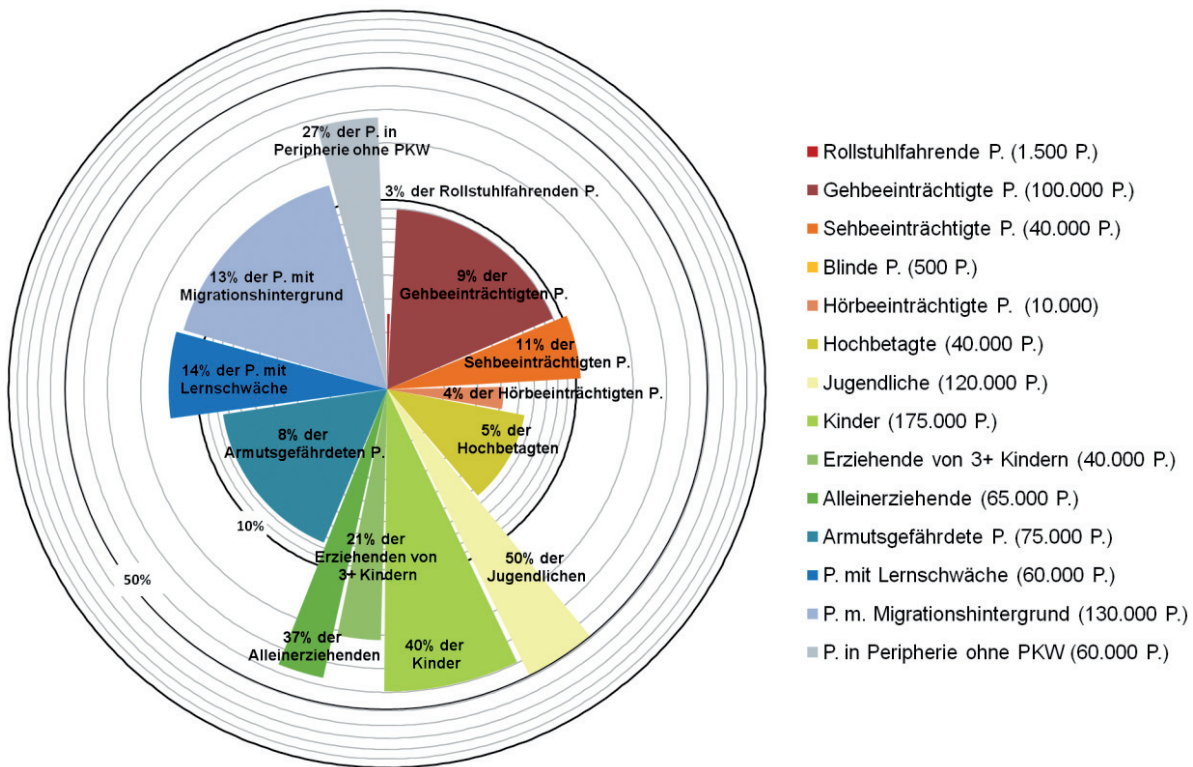 27% der P. in
Peripherie ohne PKW
3% der Rollstuhlfahrenden P.
13% der P. mit
Migrationshintergrund
9% der
Gehbeeinträchtigten P.
11% der
Sehbeeinträchtigten P.
14% der P. mit
Lernschwäche
4% der Hörbeeinträchtigten P.
8% der
Armutsgefährdeten P.
5% der
Hochbetagten
10%
21% der
Erziehenden von
3+ Kindern
50% der
Jugendlichen
50%
37% der
Alleinerziehenden
40% der
Kinder
Rollstuhlfahrende P. (1.500 P.)
Gehbeeinträchtigte P. (100.000 P.)
Sehbeeinträchtigte P. (40.000 P.)
Blinde P. (500 P.)
Hörbeeinträchtigte P. (10.000)
Hochbetagte (40.000 P.)
Jugendliche (120.000 P.)
Kinder (175.000 P.)
Erziehende von 3+ Kindern (40.000 P.)
Alleinerziehende (65.000 P.)
Armutsgefährdete P. (75.000 P.)
P. mit Lernschwäche (60.000 P.)
P. m. Migrationshintergrund (130.000 P.)
P. in Peripherie ohne PKW (60.000 P.)